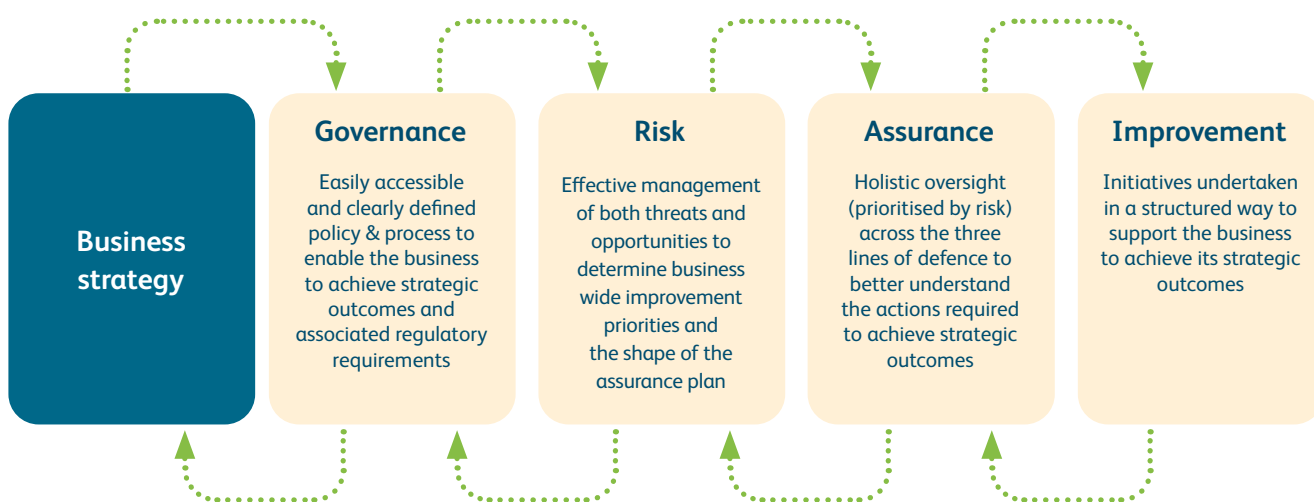 Business
strategy
Governance
Easily accessible
and clearly defined
policy & process to
enable the business
to achieve strategic
outcomes and
associated regulatory
requirements
Risk
Effective management
of both threats and
opportunities to
determine business
wide improvement
priorities and
the shape of the
assurance plan
Assurance
Holistic oversight
(prioritised by risk)
across the three
lines of defence to
better understand
the actions required
to achieve strategic
outcomes
Improvement
Initiatives undertaken
in a structured way to
support the business
to achieve its strategic
outcomes